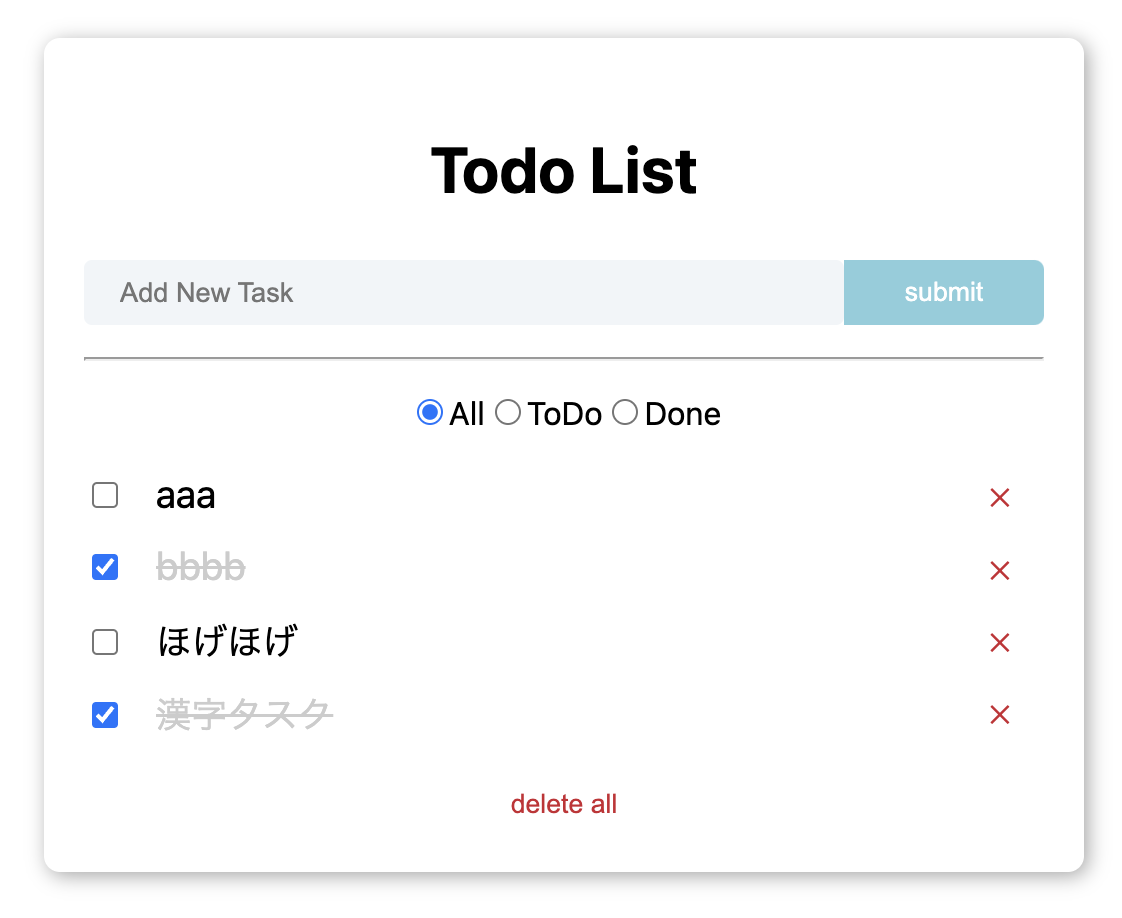 Todo List
Add New Task submit
All ToDo Done
aaa
bbbb
ほげほげ
漢字タスク
delete all